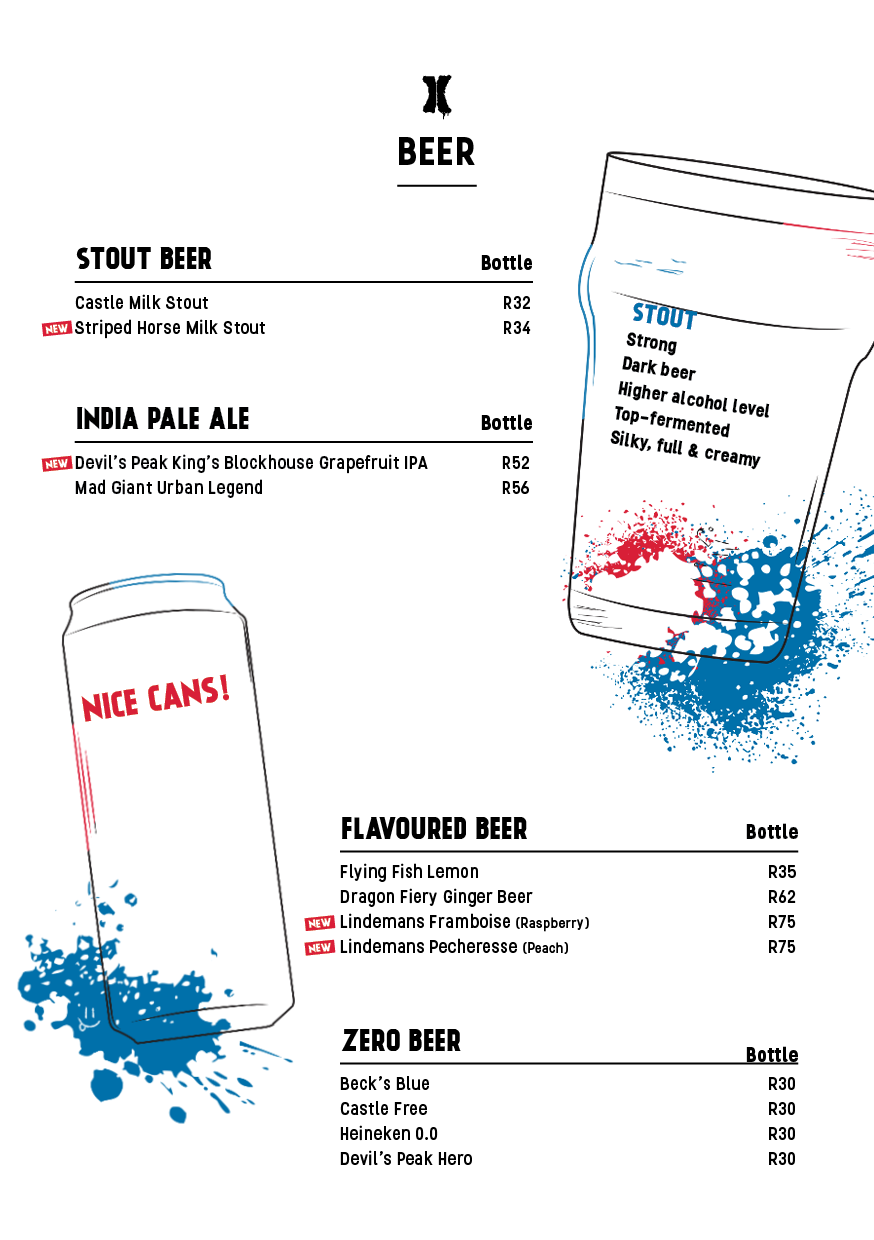 BEER
STOUT BEER Bottle
Castle Milk Stout R32
NEW Striped Horse Milk Stout R34
STOUT
Strong
Dark beer
Higher alcohol level
Top-fermented
Silky, full & creamy
INDIA PALE ALE Bottle
NEW Devil's Peak King's Blockhouse Grapefruit IPA R52
Mad Giant Urban Legend R56
NICE CANS!
FLAVOURED BEER Bottle
Flying Fish Lemon R35
Dragon Fiery Ginger Beer R62
NEW Lindemans Framboise (Raspberry) R75
NEW Lindemans Pecheresse (Peach) R75
ZERO BEER Bottle
Beck's Blue R30
Castle Free R30
Heineken 0.0 R30
Devil's Peak Hero R30